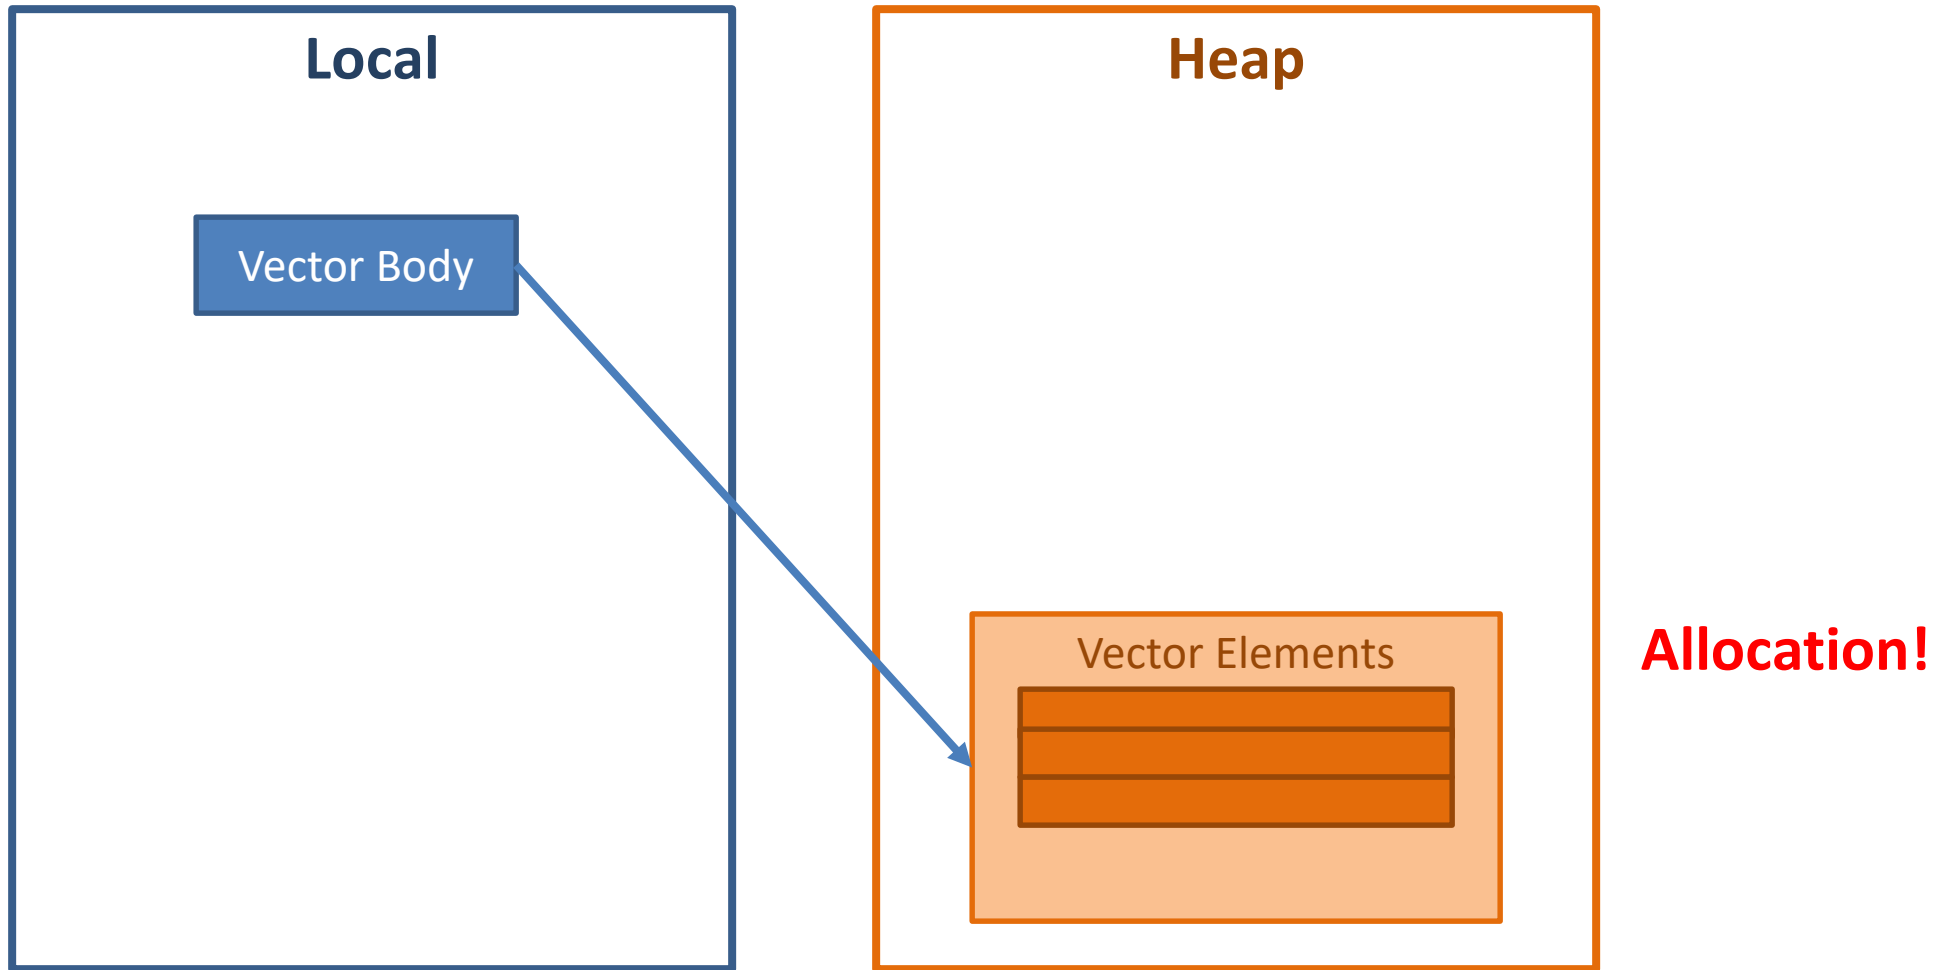 Local
Heap
Vector Body
Vector Elements
Allocation!